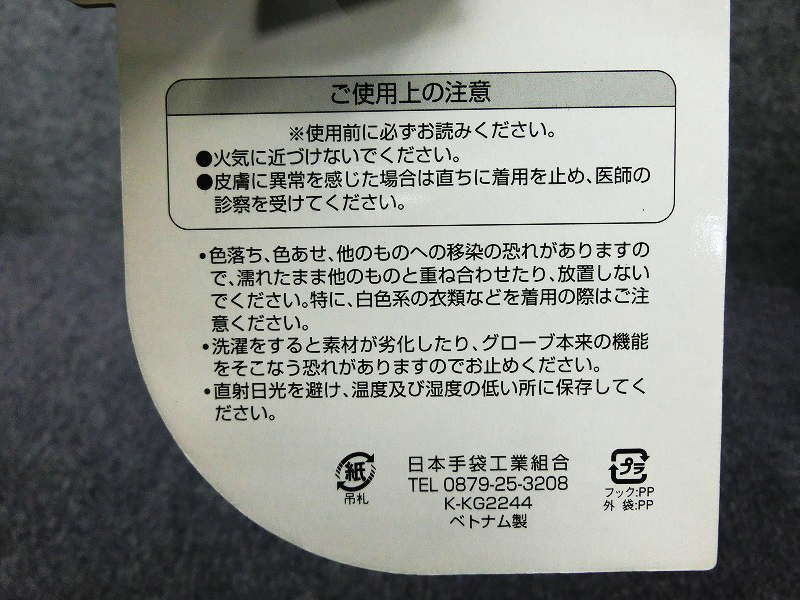 ご使用上の注意
※使用前に必ずお読みください。
●火気に近づけないでください。
●皮膚に異常を感じた場合は直ちに着用を止め、医師の
診察を受けてください。
・色落ち、色あせ、他のものへの移染の恐れがありますの
で、濡れたまま他のものと重ね合わせたり、放置しない
でください。特に、白色系の衣類などを着用の際はご注
意ください。
・洗濯をすると素材が劣化したり、グローブ本来の機能
をそこなう恐れがありますのでお止めください。
・直射日光を避け、温度及び湿度の低い所に保存してく
ださい。
紙
吊札
日本手袋工業組合
TEL 0879-25-3208
K-KG2244
ベトナム製
プラ
フック:PP
外 袋:PP